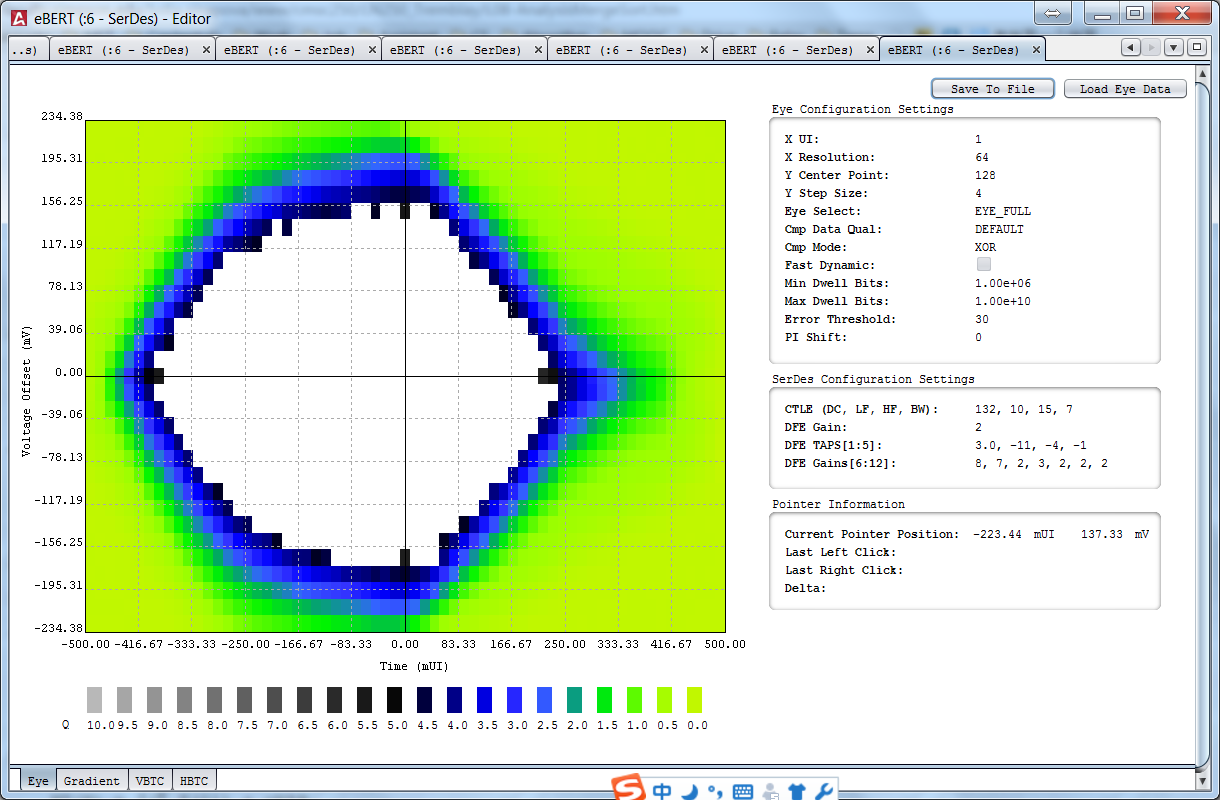 eBERT (:6 - SerDes) - Editor
..s) eBERT (:6 - SerDes) eBERT (:6 - SerDes) eBERT (:6 - SerDes) eBERT (:6 - SerDes) eBERT (:6 - SerDes) eBERT (:6 - SerDes)
Save To File Load Eye Data
Eye Configuration Settings
X UI: 1
X Resolution: 64
Y Center Point: 128
Y Step Size: 4
Eye Select: EYE_FULL
Cmp Data Qual: DEFAULT
Cmp Mode: XOR
Fast Dynamic:
Min Dwell Bits: 1.00e+06
Max Dwell Bits: 1.00e+10
Error Threshold: 30
PI Shift: 0
SerDes Configuration Settings
CTLE (DC, LF, HF, BW): 132, 10, 15, 7
DFE Gain: 2
DFE TAPS[1:5]: 3.0, -11, -4, -1
DFE Gains[6:12]: 8, 7, 2, 3, 2, 2, 2
Pointer Information
Current Pointer Position: -223.44 mUI 137.33 mV
Last Left Click:
Last Right Click:
Delta:
Voltage Offset (mV)
234.38
195.31
156.25
117.19
78.13
39.06
0.00
-39.06
-78.13
-117.19
-156.25
-195.31
-234.38
-500.00 -416.67 -333.33 -250.00 -166.67 -83.33 0.00 83.33 166.67 250.00 333.33 416.67 500.00
Time (mUI)
Q 10.0 9.5 9.0 8.5 8.0 7.5 7.0 6.5 6.0 5.5 5.0 4.5 4.0 3.5 3.0 2.5 2.0 1.5 1.0 0.5 0.0
Eye Gradient VBTC HBTC
中